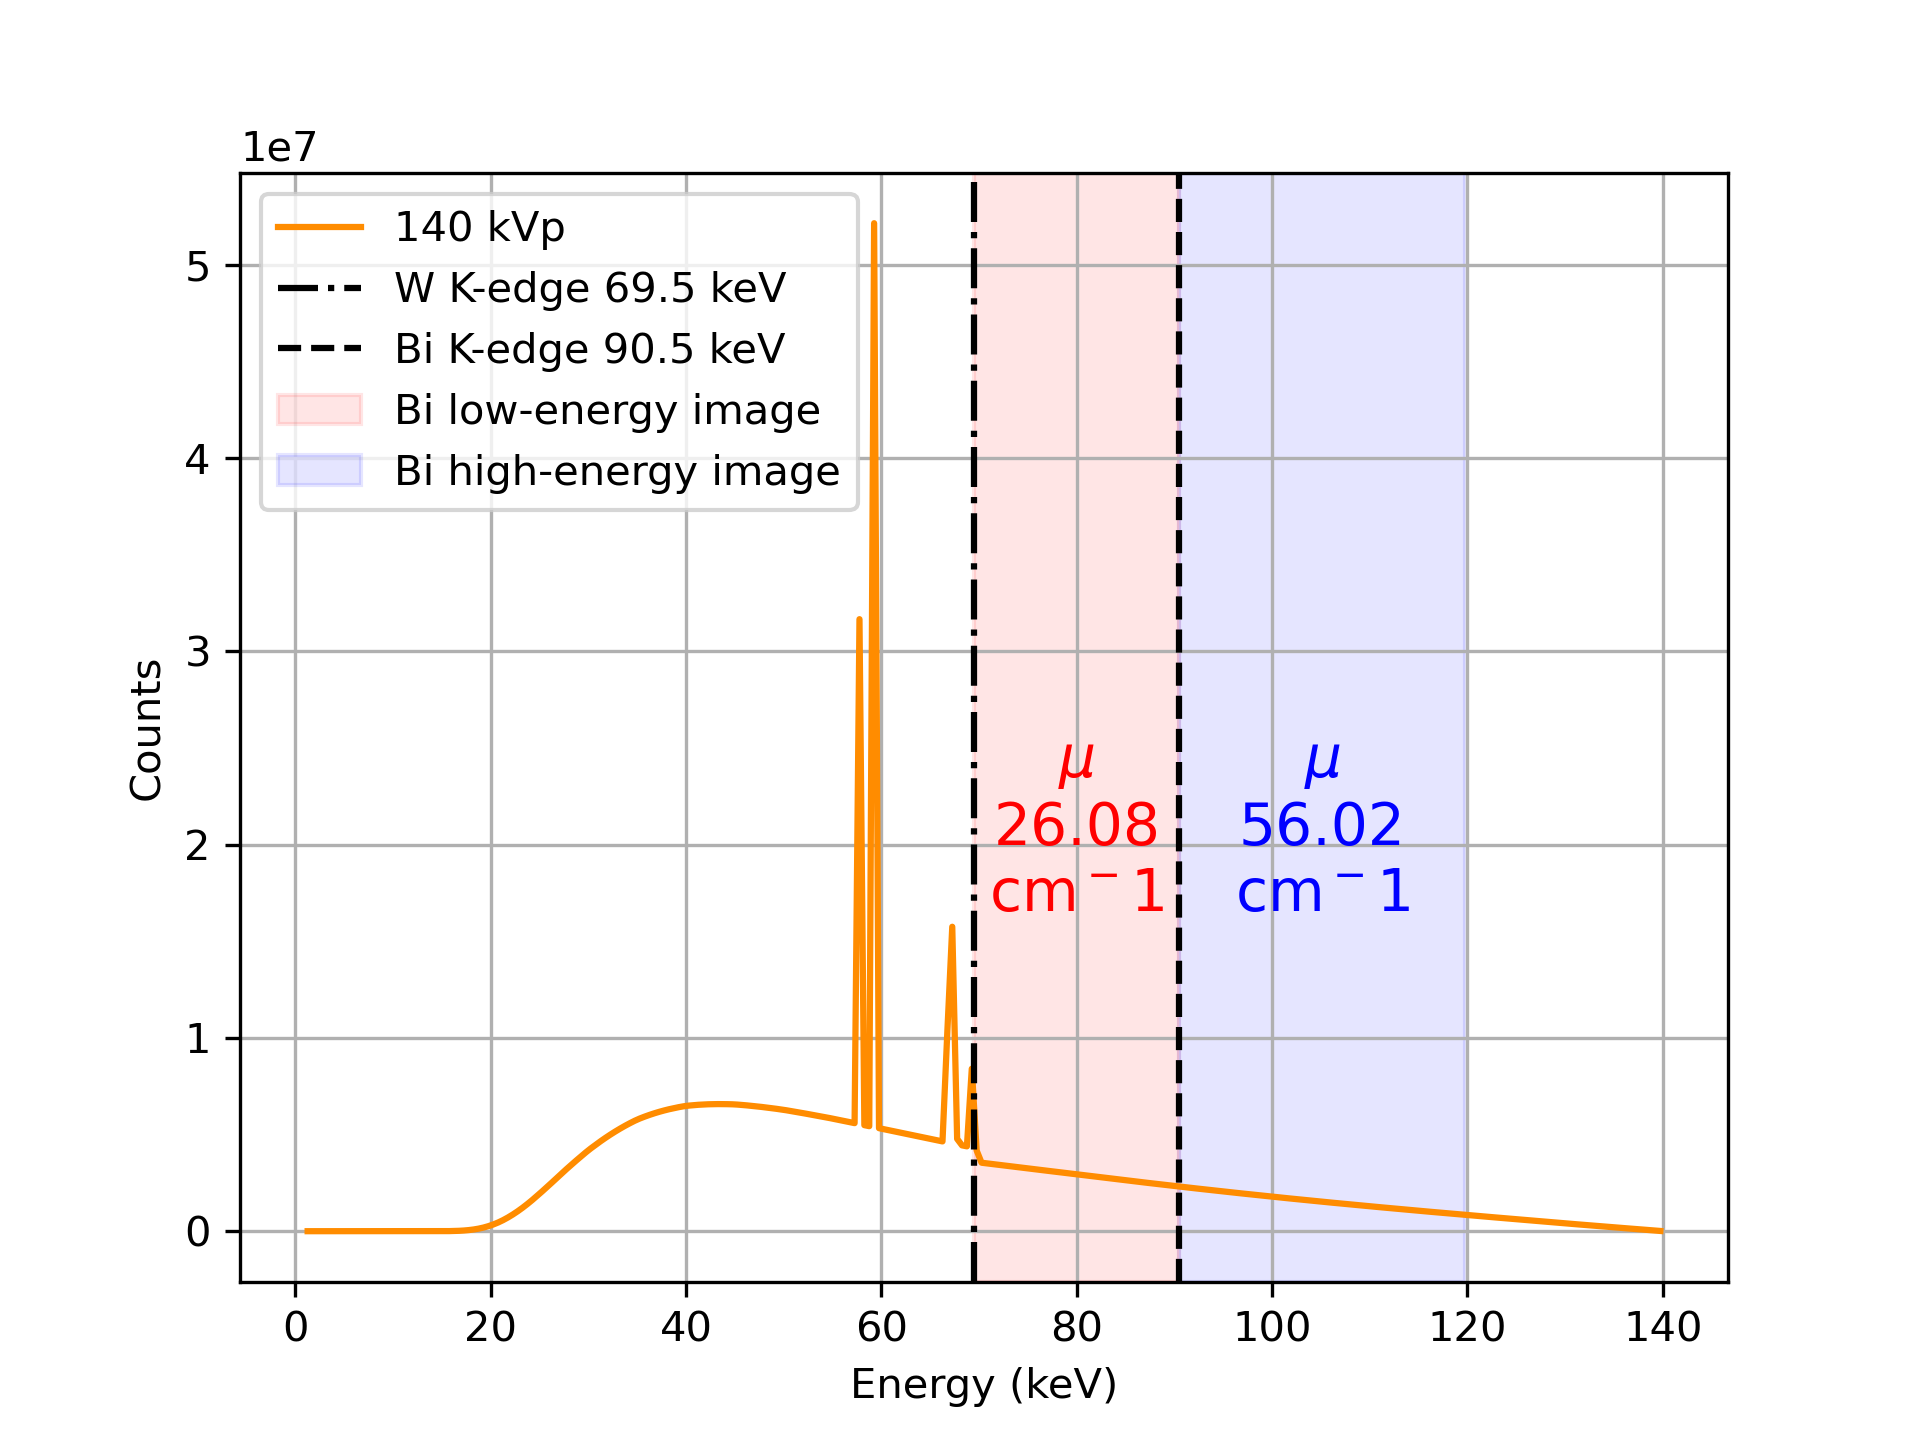 1e7
140 kVp
W K-edge 69.5 keV
Bi K-edge 90.5 keV
Bi low-energy image
Bi high-energy image
5
4
3
2
1
0
Counts
μ
26.08
cm⁻1
μ
56.02
cm⁻1
0 20 40 60 80 100 120 140
Energy (keV)